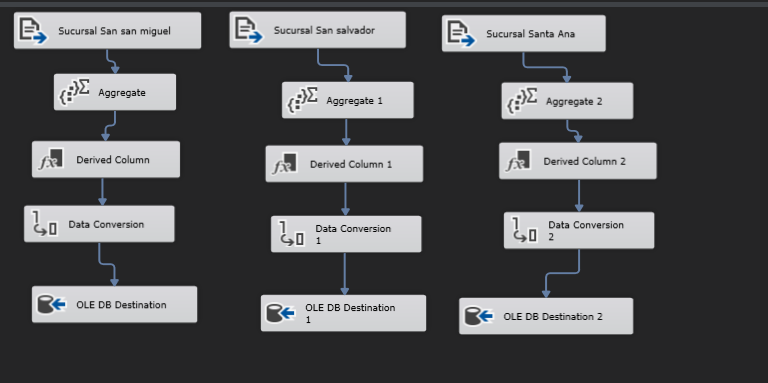 Sucursal San san miguel
Aggregate
Derived Column
Data Conversion
OLE DB Destination
Sucursal San salvador
Aggregate 1
Derived Column 1
Data Conversion
1
OLE DB Destination
1
Sucursal Santa Ana
Aggregate 2
Derived Column 2
Data Conversion
2
OLE DB Destination 2